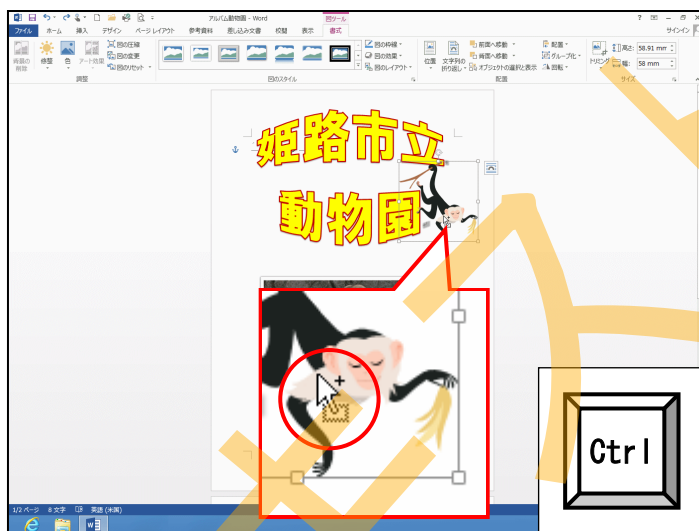 アルバム動物園 - Word
図ツール
サインイン
ファイル ホーム 挿入 デザイン ページ レイアウト 参考資料 差し込み文書 校閲 表示 書式
背景の削除
修整
色
アート効果
図の圧縮
図の変更
図のリセット
調整
図のスタイル
図の枠線
図の効果
図のレイアウト
位置
文字列の折り返し
前面へ移動
背面へ移動
オブジェクトの選択と表示
配置
グループ化
回転
配置
トリミング
高さ: 58.91 mm
幅: 58 mm
サイズ
姫路市立
動物園
Ctrl
1/2 ページ 8 文字 英語 (米国)